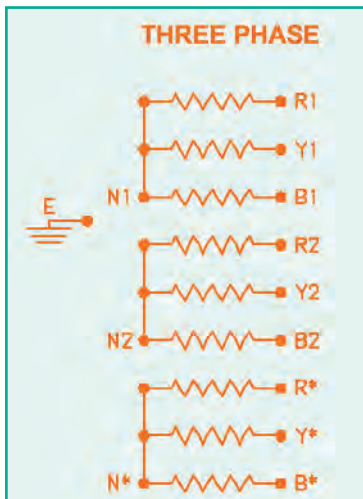 THREE PHASE
R1
Y1
N1 B1
E
R2
Y2
N2 B2
R*
Y*
N* B*